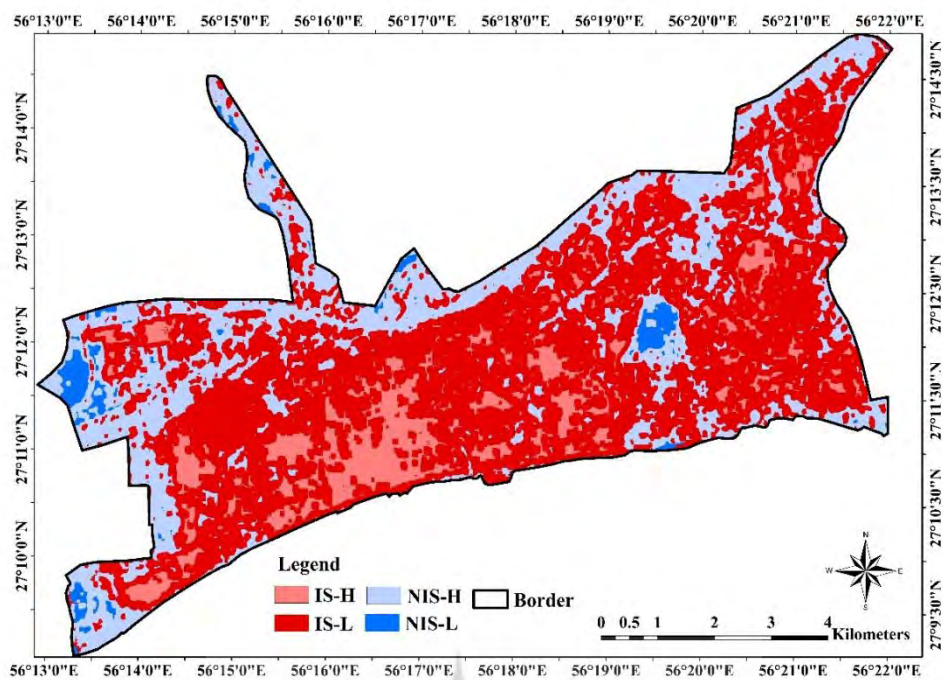 56°13'0"E 56°14'0"E 56°15'0"E 56°16'0"E 56°17'0"E 56°18'0"E 56°19'0"E 56°20'0"E 56°21'0"E 56°22'0"E
27°14'0"N
27°13'0"N
27°12'0"N
27°11'0"N
27°10'0"N
27°14'30"N
27°13'30"N
27°12'30"N
27°11'30"N
27°10'30"N
27°9'30"N
Legend
IS-H NIS-H Border
IS-L NIS-L
N
W E
S
0 0.5 1 2 3 4
Kilometers
56°13'0"E 56°14'0"E 56°15'0"E 56°16'0"E 56°17'0"E 56°18'0"E 56°19'0"E 56°20'0"E 56°21'0"E 56°22'0"E